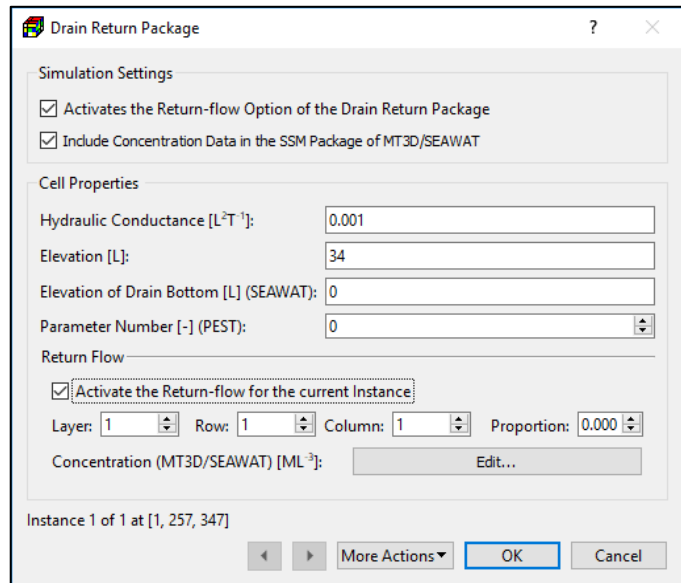 Drain Return Package ?
Simulation Settings
Activates the Return-flow Option of the Drain Return Package
Include Concentration Data in the SSM Package of MT3D/SEAWAT
Cell Properties
Hydraulic Conductance [L²T⁻¹]: 0.001
Elevation [L]: 34
Elevation of Drain Bottom [L] (SEAWAT): 0
Parameter Number [-] (PEST): 0
Return Flow
Activate the Return-flow for the current Instance
Layer: 1 Row: 1 Column: 1 Proportion: 0.000
Concentration (MT3D/SEAWAT) [ML⁻³]: Edit...
Instance 1 of 1 at [1, 257, 347]
More Actions OK Cancel